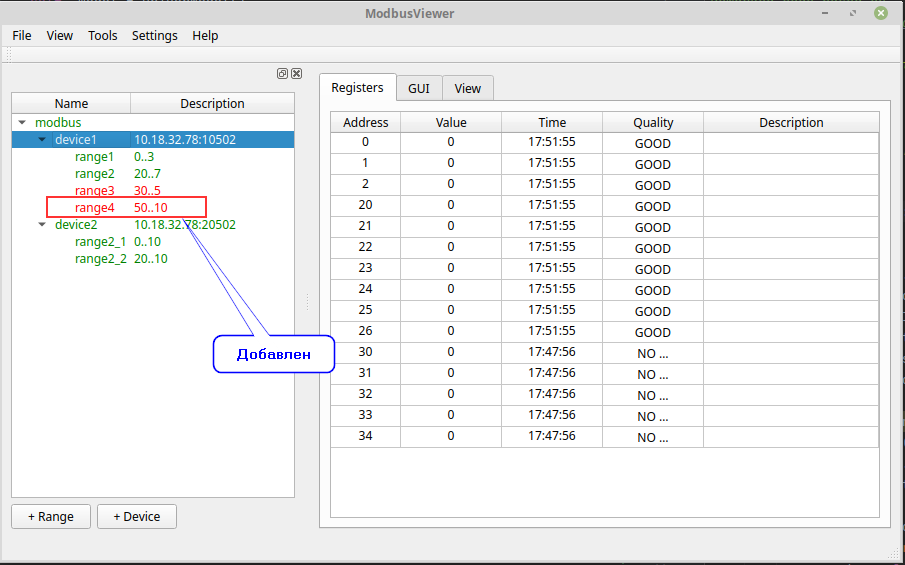 ModbusViewer
File View Tools Settings Help
Name Description
modbus
device1 10.18.32.78:10502
range1 0..3
range2 20..7
range3 30..5
range4 50..10
device2 10.18.32.78:20502
range2_1 0..10
range2_2 20..10
Добавлен
+ Range + Device
Registers GUI View
Address Value Time Quality Description
0 0 17:51:55 GOOD
1 0 17:51:55 GOOD
2 0 17:51:55 GOOD
20 0 17:51:55 GOOD
21 0 17:51:55 GOOD
22 0 17:51:55 GOOD
23 0 17:51:55 GOOD
24 0 17:51:55 GOOD
25 0 17:51:55 GOOD
26 0 17:51:55 GOOD
30 0 17:47:56 NO ...
31 0 17:47:56 NO ...
32 0 17:47:56 NO ...
33 0 17:47:56 NO ...
34 0 17:47:56 NO ...